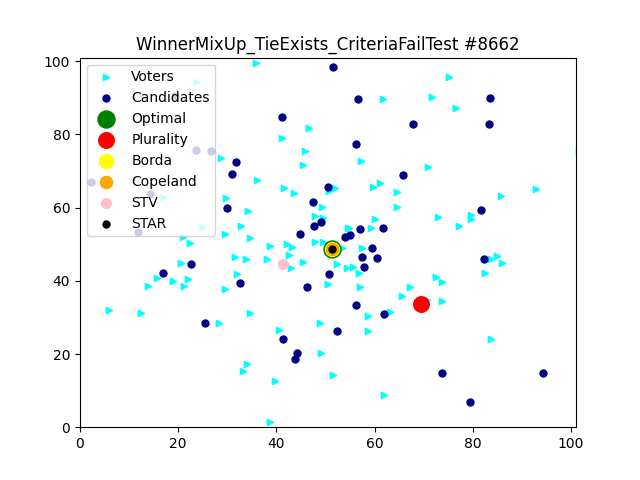 WinnerMixUp_TieExists_CriteriaFailTest #8662
100
80
60
40
20
0
Voters
Candidates
Optimal
Plurality
Borda
Copeland
STV
STAR
0 20 40 60 80 100